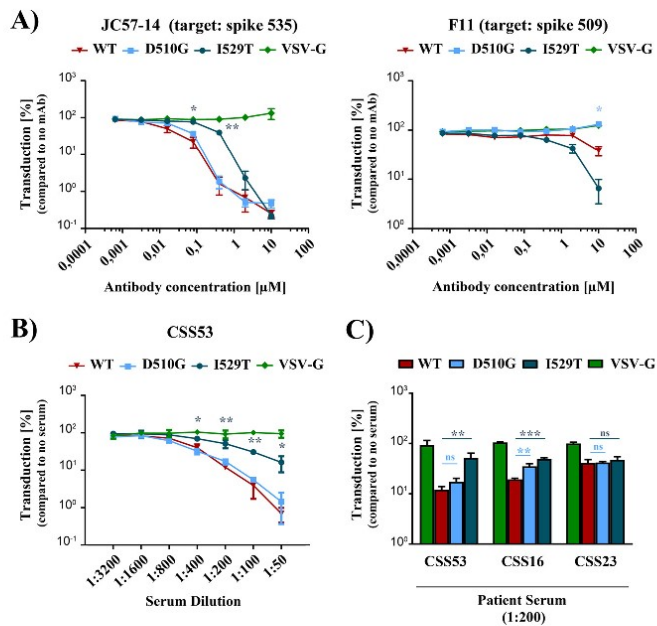 A)
JC57-14 (target: spike 535)
WT D510G I529T VSV-G
Transduction [%]
(compared to no mAb)
10³
10² 
10¹
10⁰
10⁻¹
* **
0,0001 0,001 0,01 0,1 1 10 100
Antibody concentration [µM]
F11 (target: spike 509)
WT D510G I529T VSV-G
Transduction [%]
(compared to no mAb)
10³
10²
10¹
10⁰
*
0,0001 0,001 0,01 0,1 1 10 100
Antibody concentration [µM]
B)
CSS53
WT D510G I529T VSV-G
Transduction [%]
(compared to no serum)
10³
10²
10¹
10⁰
10⁻¹
* ** ** *
1:3200 1:1600 1:800 1:400 1:200 1:100 1:50
Serum Dilution
C)
WT D510G I529T VSV-G
Transduction [%]
(compared to no serum)
10³
10²
10¹
10⁰
** *** ns
ns ** ns
CSS53 CSS16 CSS23
Patient Serum
(1:200)